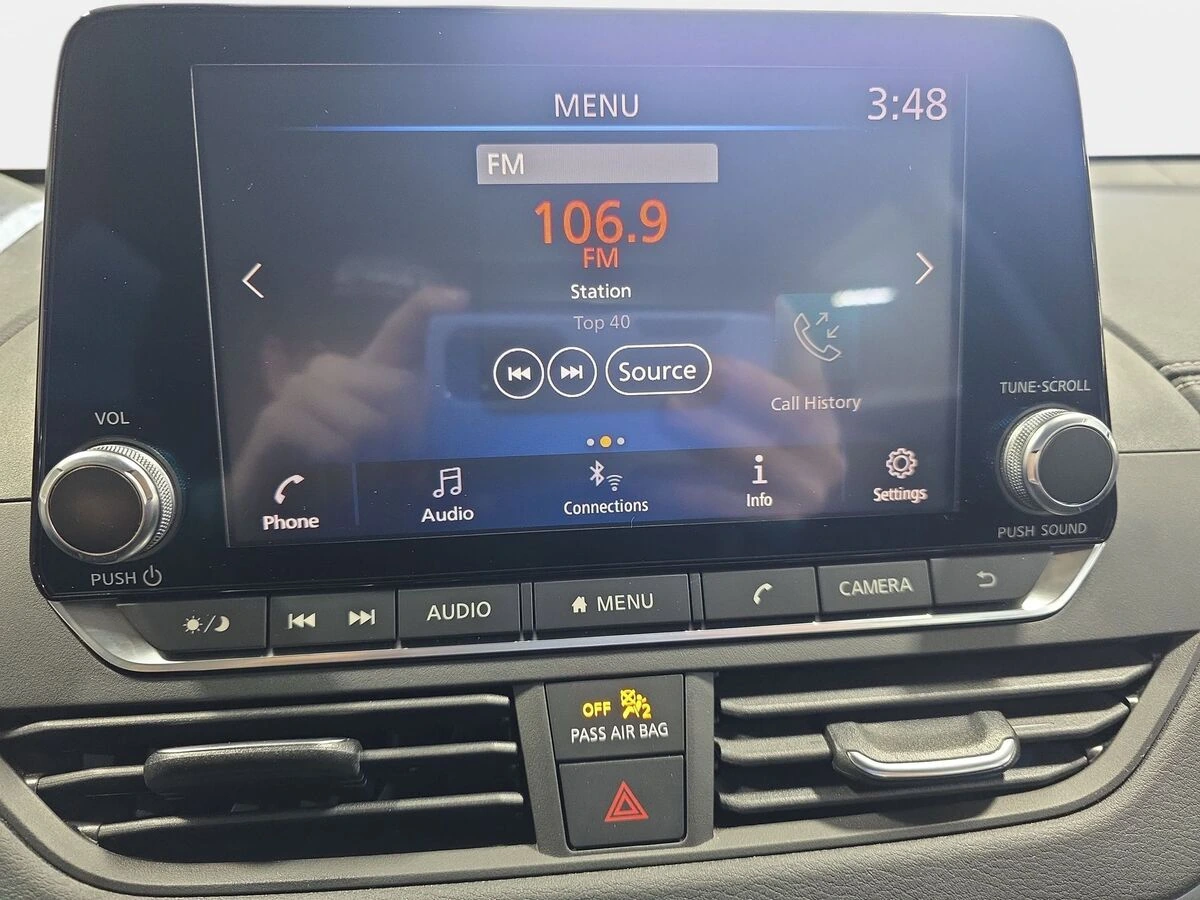 MENU
3:48
FM
106.9
FM
Station
Top 40
Source
Call History
Phone
Audio
Connections
Info
Settings
VOL
PUSH
TUNE·SCROLL
PUSH SOUND
AUDIO
MENU
CAMERA
OFF
2
PASS AIR BAG